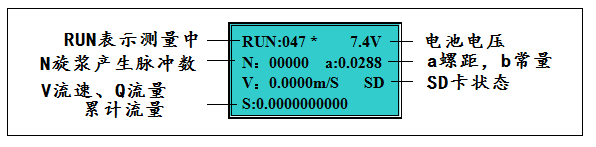 RUN表示测量中
N旋浆产生脉冲数
V流速、Q流量
累计流量
RUN:047 * 7.4V
N：00000 a:0.0288
V：0.0000m/S SD
S:0.0000000000
电池电压
a螺距，b常量
SD卡状态